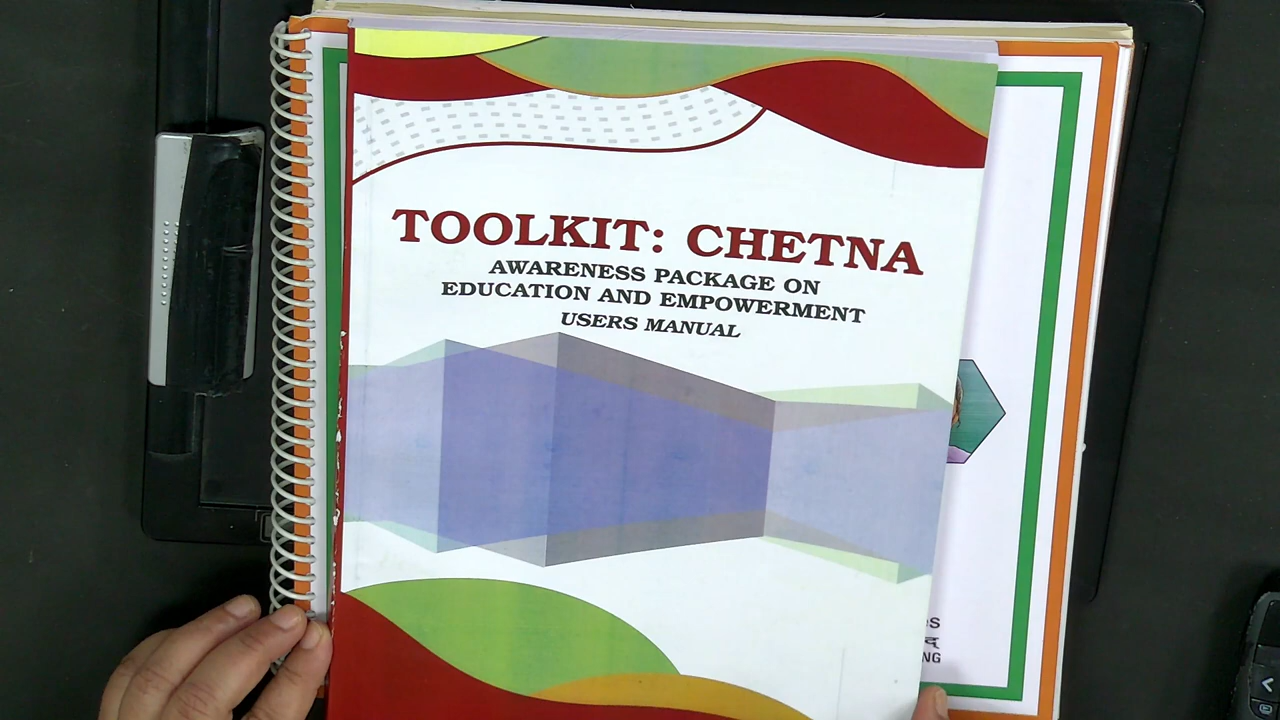 TOOLKIT: CHETNA
AWARENESS PACKAGE ON
EDUCATION AND EMPOWERMENT
USERS MANUAL